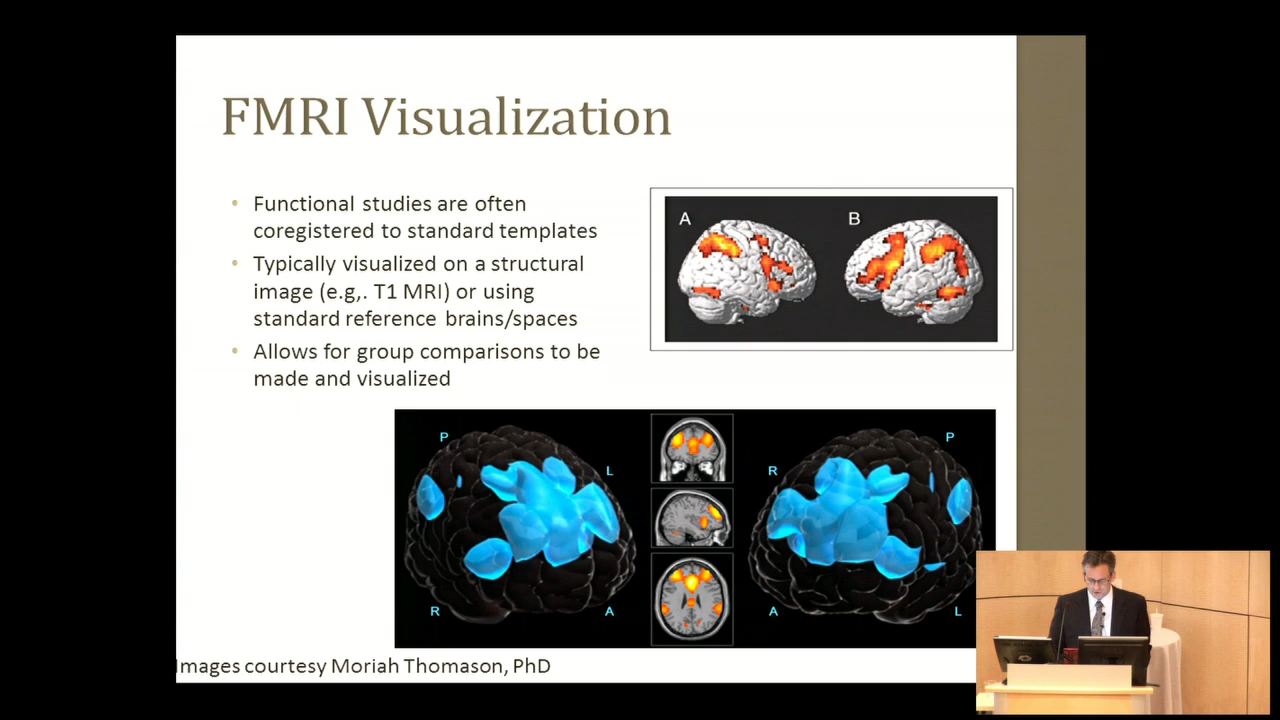 FMRI Visualization
• Functional studies are often
coregistered to standard templates
• Typically visualized on a structural
image (e.g,. T1 MRI) or using
standard reference brains/spaces
• Allows for group comparisons to be
made and visualized
A
B
P
L
R
A
P
R
A
L
Images courtesy Moriah Thomason, PhD